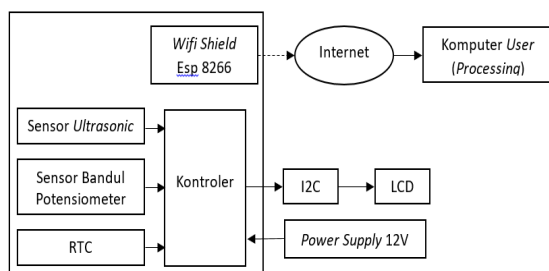 Wifi Shield
Esp 8266
Internet
Komputer User
(Processing)
Sensor Ultrasonic
Sensor Bandul
Potensiometer
RTC
Kontroler
I2C
LCD
Power Supply 12V